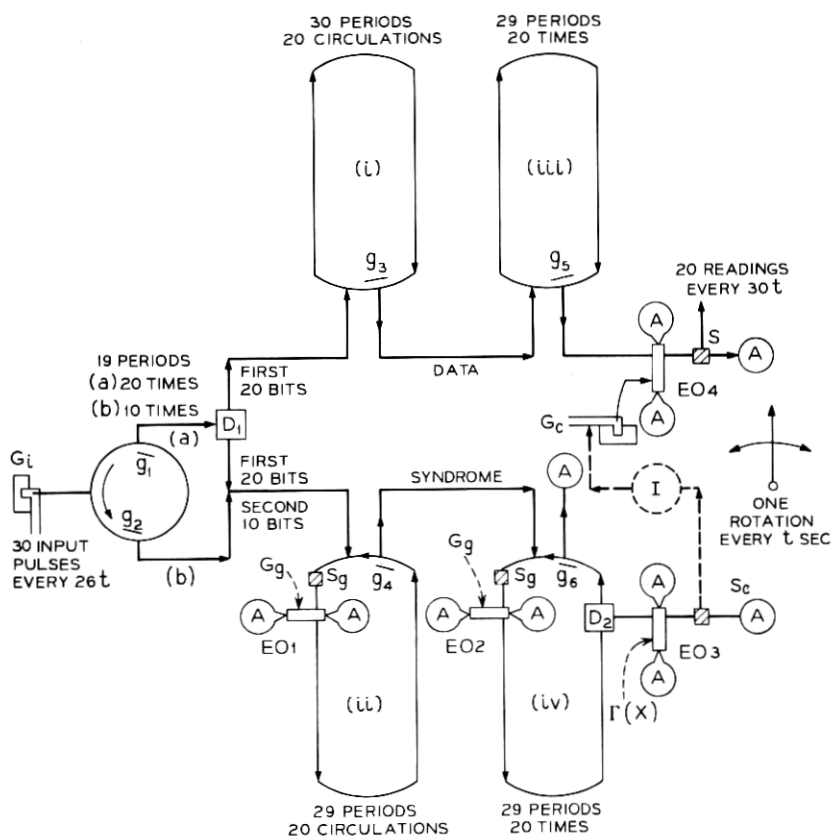 30 PERIODS
20 CIRCULATIONS
29 PERIODS
20 TIMES
(i)
(iii)
g3
g5
20 READINGS
EVERY 30t
A
S
A
EO4
A
19 PERIODS
(a) 20 TIMES
(b) 10 TIMES
(a)
D1
FIRST
20 BITS
DATA
Gc
Gi
g1
g2
FIRST
20 BITS
SYNDROME
A
I
ONE
ROTATION
EVERY t SEC
30 INPUT
PULSES
EVERY 26t
(b)
SECOND
10 BITS
Gg
Sg
g4
Gg
Sg
g6
A
Sc
A
A
EO1
A
A
EO2
D2
A
EO3
A
(ii)
(iv)
Γ(X)
29 PERIODS
20 CIRCULATIONS
29 PERIODS
20 TIMES